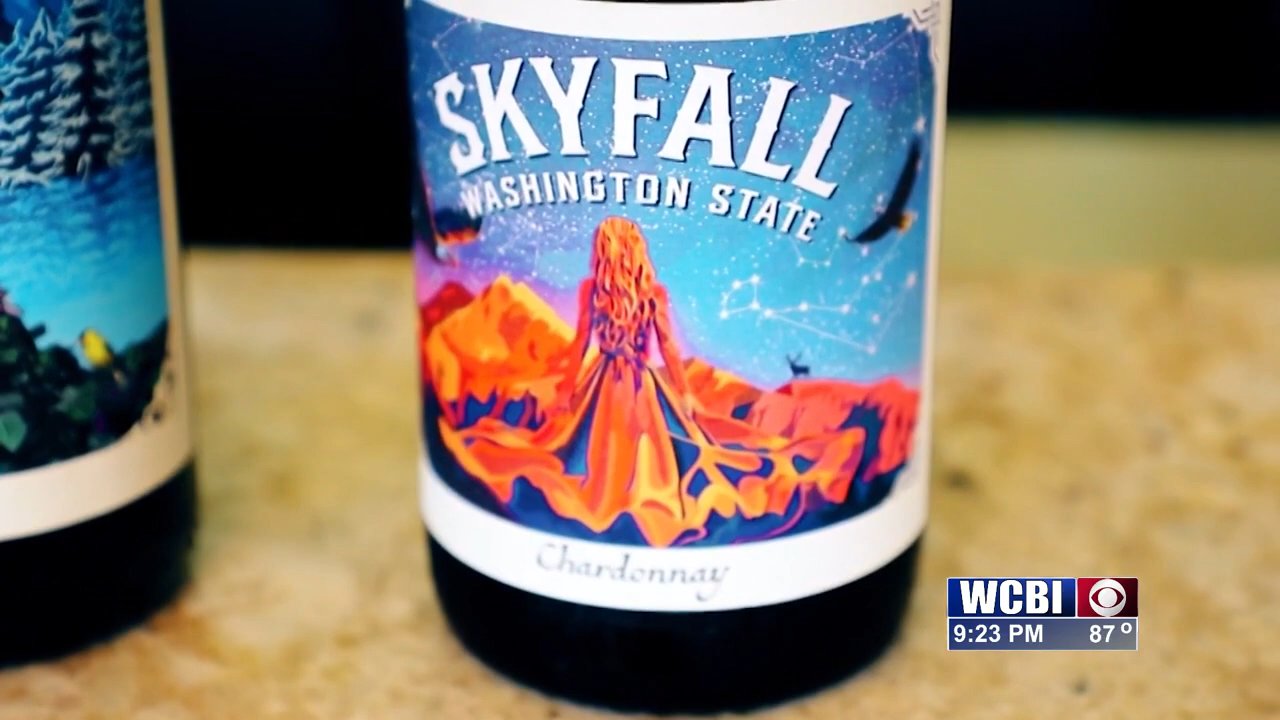 SKYFALL
WASHINGTON STATE
Chardonnay
WCBI
9:23 PM 87°